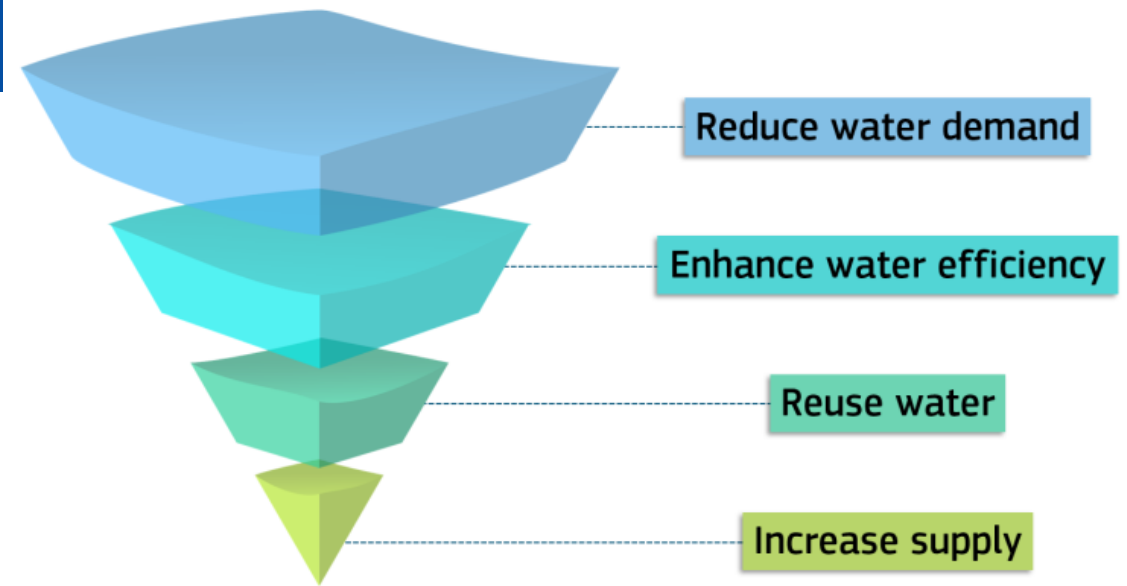 Reduce water demand
Enhance water efficiency
Reuse water
Increase supply